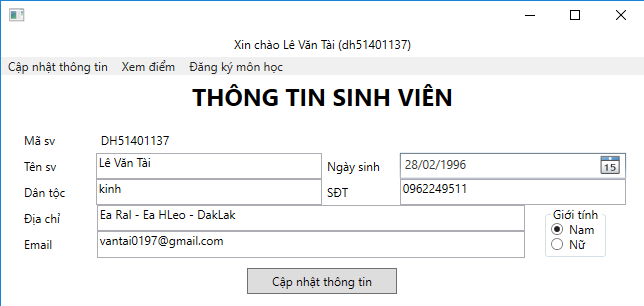 Xin chào Lê Văn Tài (dh51401137)
Cập nhật thông tin Xem điểm Đăng ký môn học
THÔNG TIN SINH VIÊN
Mã sv DH51401137
Tên sv Lê Văn Tài Ngày sinh 28/02/1996 15
Dân tộc kinh SĐT 0962249511
Địa chỉ Ea Ral - Ea HLeo - DakLak Giới tính
Nam
Email vantai0197@gmail.com Nữ
Cập nhật thông tin